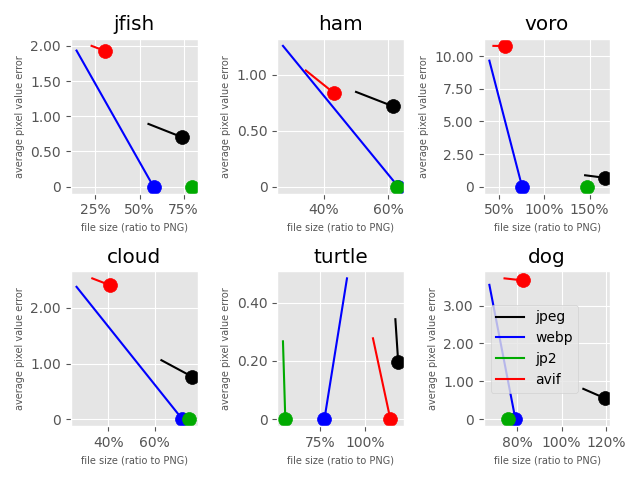 jfish
average pixel value error
2.00
1.50
1.00
0.50
0
25%
50%
75%
file size (ratio to PNG)
ham
average pixel value error
1.00
0.50
0
40%
60%
file size (ratio to PNG)
voro
average pixel value error
10.00
7.50
5.00
2.50
0
50%
100%
150%
file size (ratio to PNG)
cloud
average pixel value error
2.00
1.00
0
40%
60%
file size (ratio to PNG)
turtle
average pixel value error
0.40
0.20
0
75%
100%
file size (ratio to PNG)
dog
average pixel value error
3.00
2.00
1.00
0
80%
100%
120%
file size (ratio to PNG)
jpeg
webp
jp2
avif